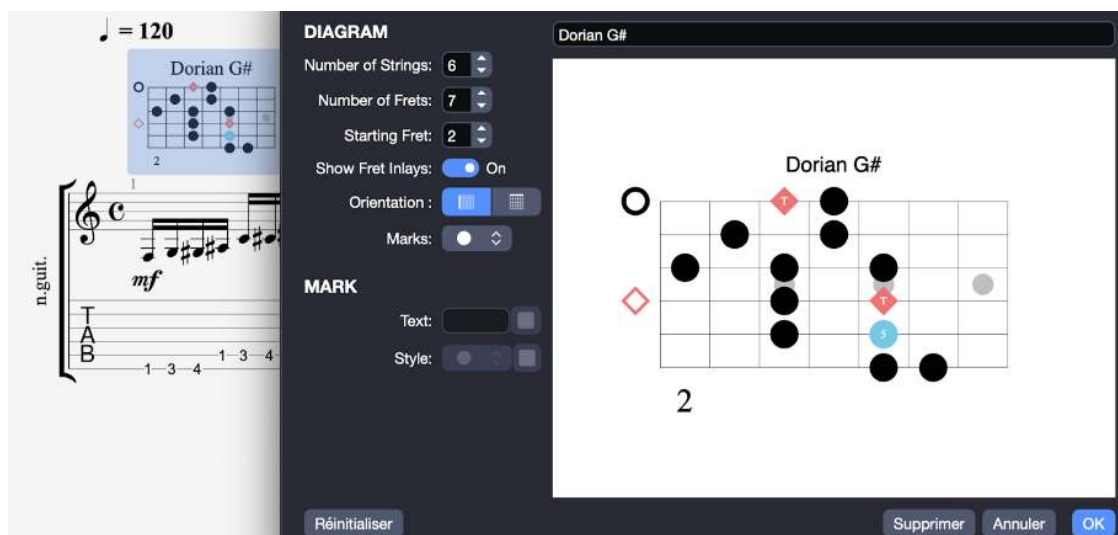 = 120
Dorian G#
2
1
n.guit.
mf
T
A
B
1 3 4
1 3 4
DIAGRAM
Number of Strings: 6
Number of Frets: 7
Starting Fret: 2
Show Fret Inlays: On
Orientation :
Marks:
MARK
Text:
Style:
Réinitialiser
Dorian G#
Dorian G#
T
T
5
2
Supprimer Annuler OK